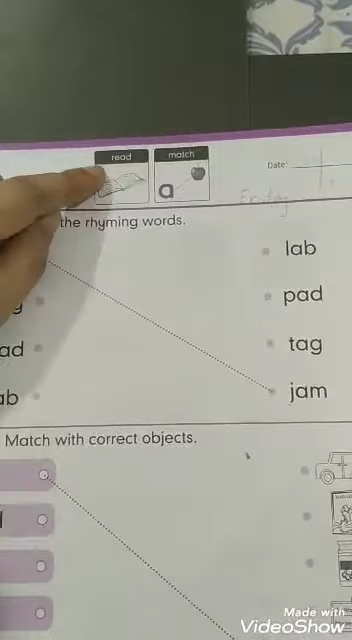 read match
a
Date:
Friday
the rhyming words.
lab
pad
tag
ad
jam
ab
Match with correct objects.
Made with
VideoShow